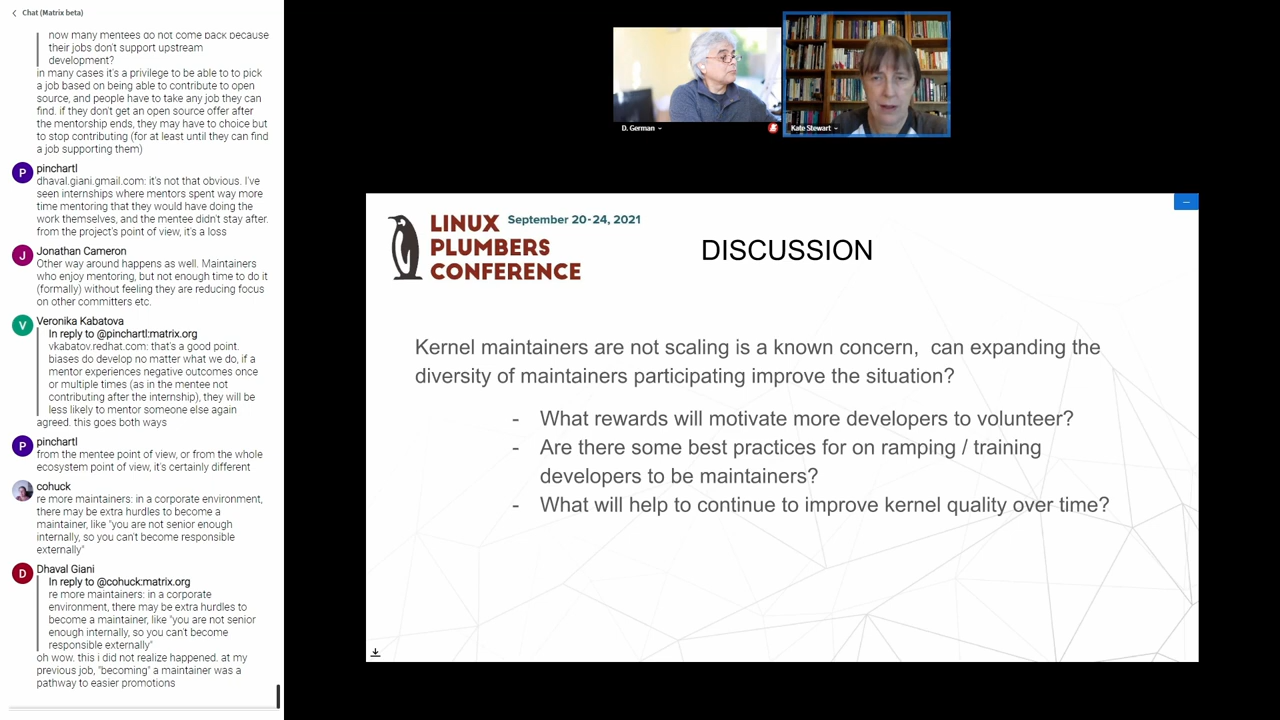 Chat (Matrix beta)
how many mentees do not come back because
their jobs don't support upstream
development?
in many cases it's a privilege to be able to to pick
a job based on being able to contribute to open
source, and people have to take any job they can
find. if they don't get an open source offer after
the mentorship ends, they may have to choice but
to stop contributing (for at least until they can find
a job supporting them)
P
pinchartl
dhaval.giani.gmail.com: it's not that obvious. I've
seen internships where mentors spent way more
time mentoring that they would have doing the
work themselves, and the mentee didn't stay after.
from the project's point of view, it's a loss
J
Jonathan Cameron
Other way around happens as well. Maintainers
who enjoy mentoring, but not enough time to do it
(formally) without feeling they are reducing focus
on other committers etc.
V
Veronika Kabatova
In reply to @pinchartl:matrix.org
vkabatov.redhat.com: that's a good point.
biases do develop no matter what we do, if a
mentor experiences negative outcomes once
or multiple times (as in the mentee not
contributing after the internship), they will be
less likely to mentor someone else again
agreed. this goes both ways
P
pinchartl
from the mentee point of view, or from the whole
ecosystem point of view, it's certainly different
cohuck
re more maintainers: in a corporate environment,
there may be extra hurdles to become a
maintainer, like "you are not senior enough
internally, so you can't become responsible
externally"
D
Dhaval Giani
In reply to @cohuck:matrix.org
re more maintainers: in a corporate
environment, there may be extra hurdles to
become a maintainer, like "you are not senior
enough internally, so you can't become
responsible externally"
oh wow. this i did not realize happened. at my
previous job, "becoming" a maintainer was a
pathway to easier promotions
D. German
Kate Stewart
LINUX
PLUMBERS
CONFERENCE
September 20-24, 2021
DISCUSSION
Kernel maintainers are not scaling is a known concern, can expanding the
diversity of maintainers participating improve the situation?
- What rewards will motivate more developers to volunteer?
- Are there some best practices for on ramping / training
developers to be maintainers?
- What will help to continue to improve kernel quality over time?